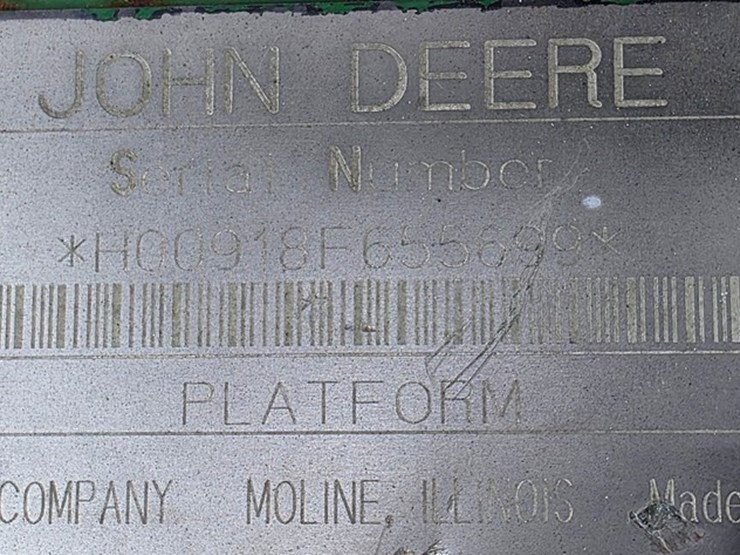 JOHN DEERE
Serial Number
*H00918F655699*
PLATFORM
COMPANY MOLINE, ILLINOIS Made